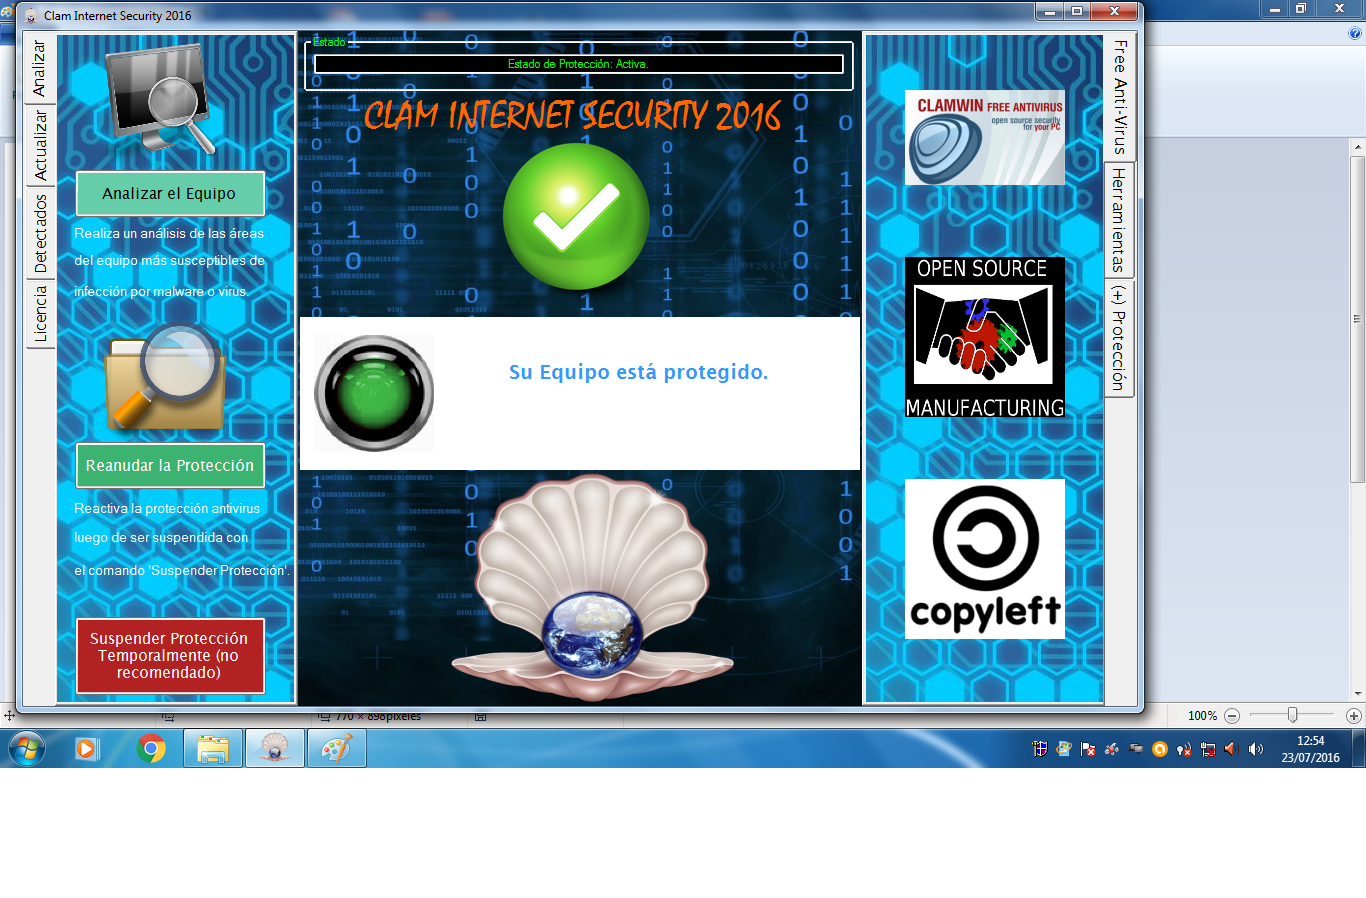 Clam Internet Security 2016
Analizar
Actualizar
Detectados
Licencia
Analizar el Equipo
Realiza un análisis de las áreas
del equipo más susceptibles de
infección por malware o virus.
Reanudar la Protección
Reactiva la protección antivirus
luego de ser suspendida con
el comando 'Suspender Protección'.
Suspender Protección
Temporalmente (no
recomendado)
Estado
Estado de Protección: Activa.
CLAM INTERNET SECURITY 2016
Su Equipo está protegido.
CLAMWIN FREE ANTIVIRUS
open source security
for your PC
OPEN SOURCE
MANUFACTURING
copyleft
Free Anti-Virus
Herramientas
(+) Protección
770 × 898píxeles
100%
12:54
23/07/2016